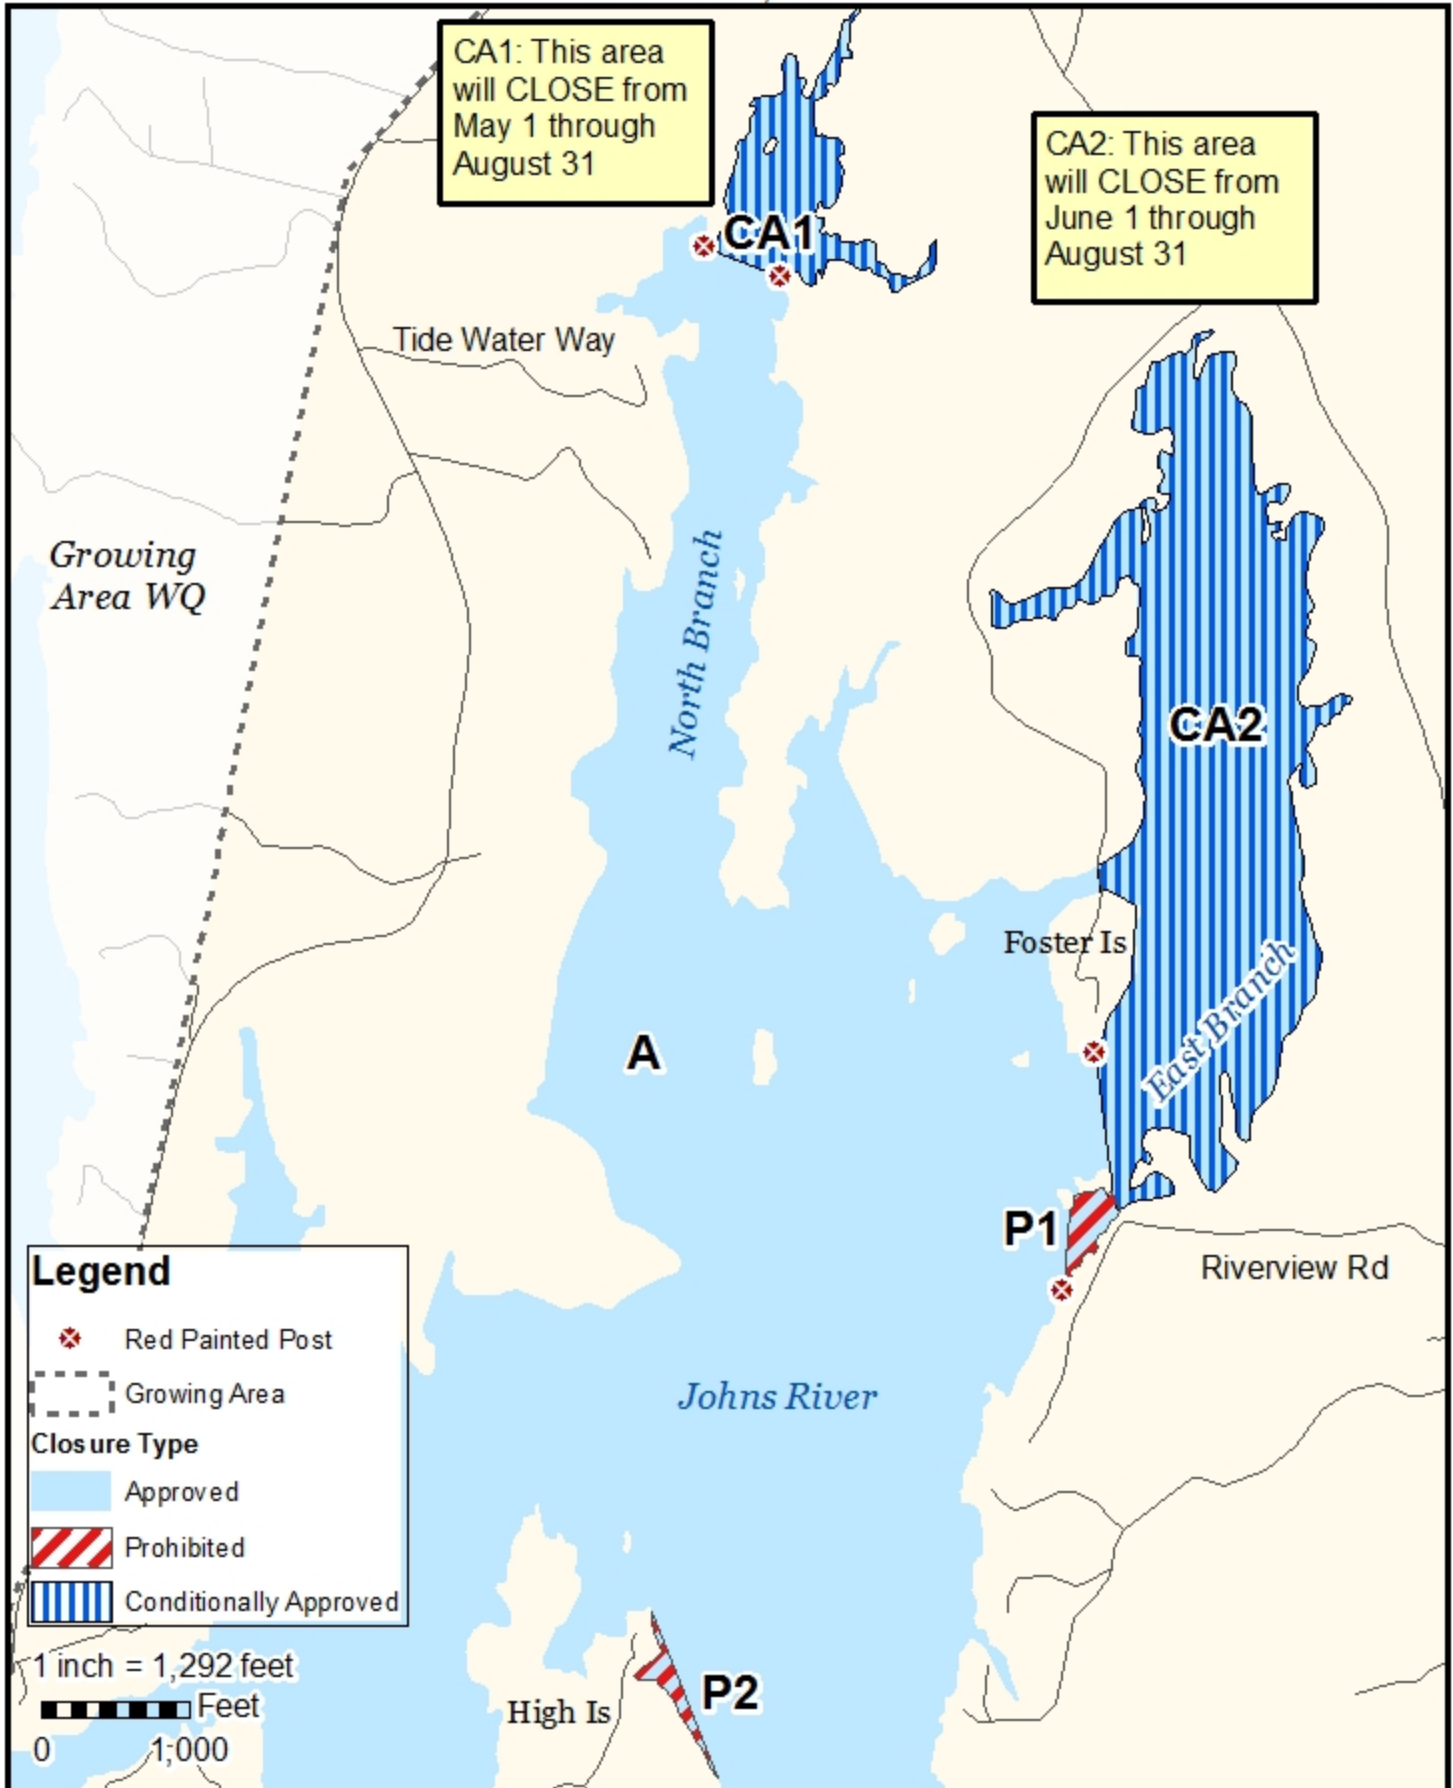 CA1: This area
will CLOSE from
May 1 through
August 31
CA2: This area
will CLOSE from
June 1 through
August 31
CA1
Tide Water Way
Growing
Area WQ
North Branch
CA2
Foster Is
East Branch
A
P1
Riverview Rd
Legend
Red Painted Post
Growing Area
Closure Type
Approved
Prohibited
Conditionally Approved
Johns River
1 inch = 1,292 feet
Feet
0 1,000
High Is
P2